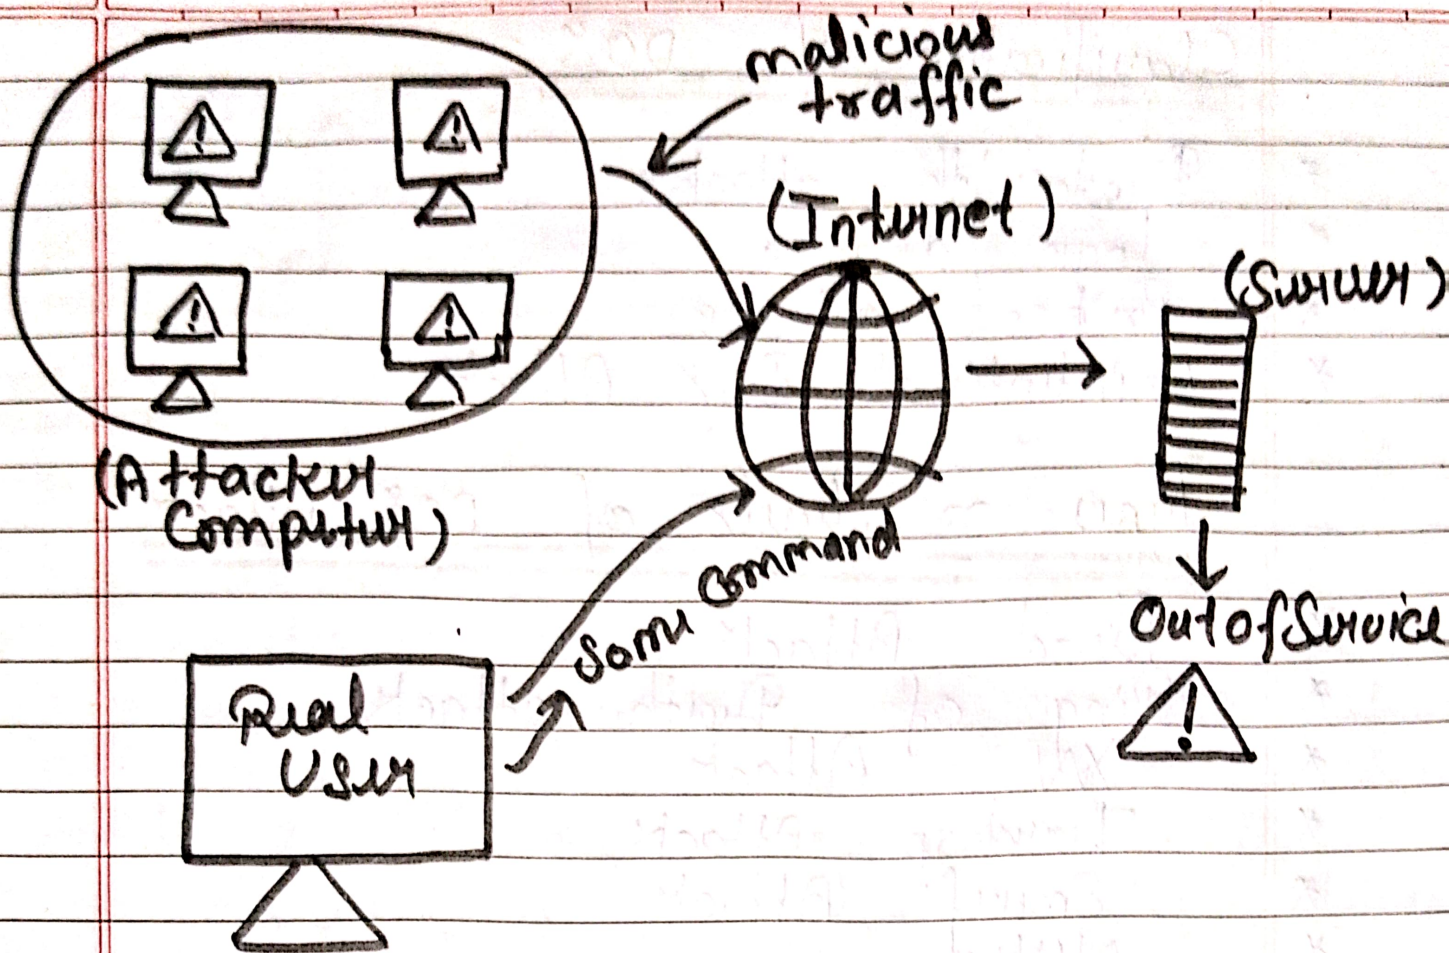 malicious
traffic
(Internet)
(Server)
(Attacker
Computer)
Some Command
Out of Service
Real
User